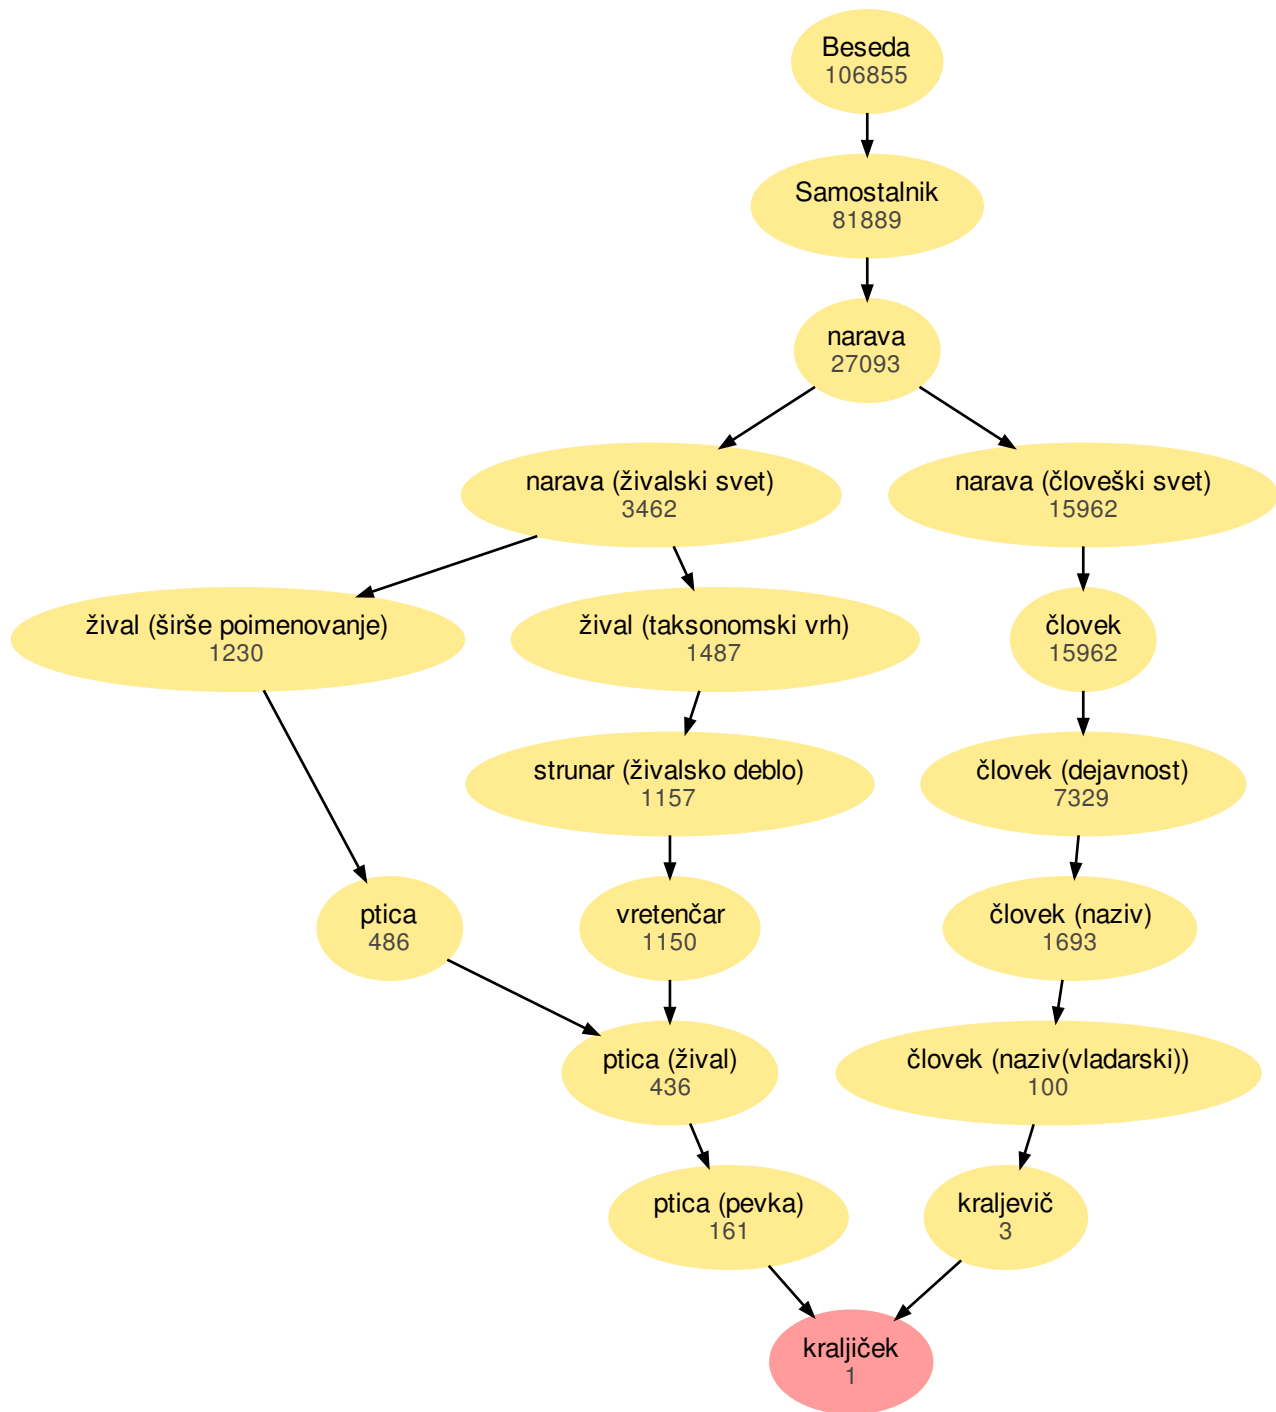 Beseda
106855
Samostalnik
81889
narava
27093
narava (živalski svet)
3462
narava (človeški svet)
15962
žival (širše poimenovanje)
1230
žival (taksonomski vrh)
1487
človek
15962
strunar (živalsko deblo)
1157
človek (dejavnost)
7329
ptica
486
vretenčar
1150
človek (naziv)
1693
ptica (žival)
436
človek (naziv(vladarski))
100
ptica (pevka)
161
kraljevič
3
kraljiček
1